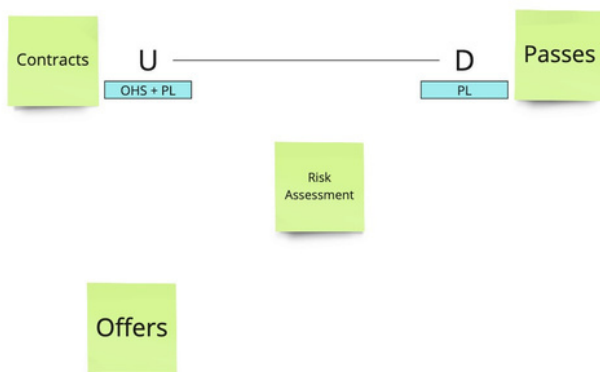 Contracts
U
D
Passes
OHS + PL
PL
Risk
Assessment
Offers